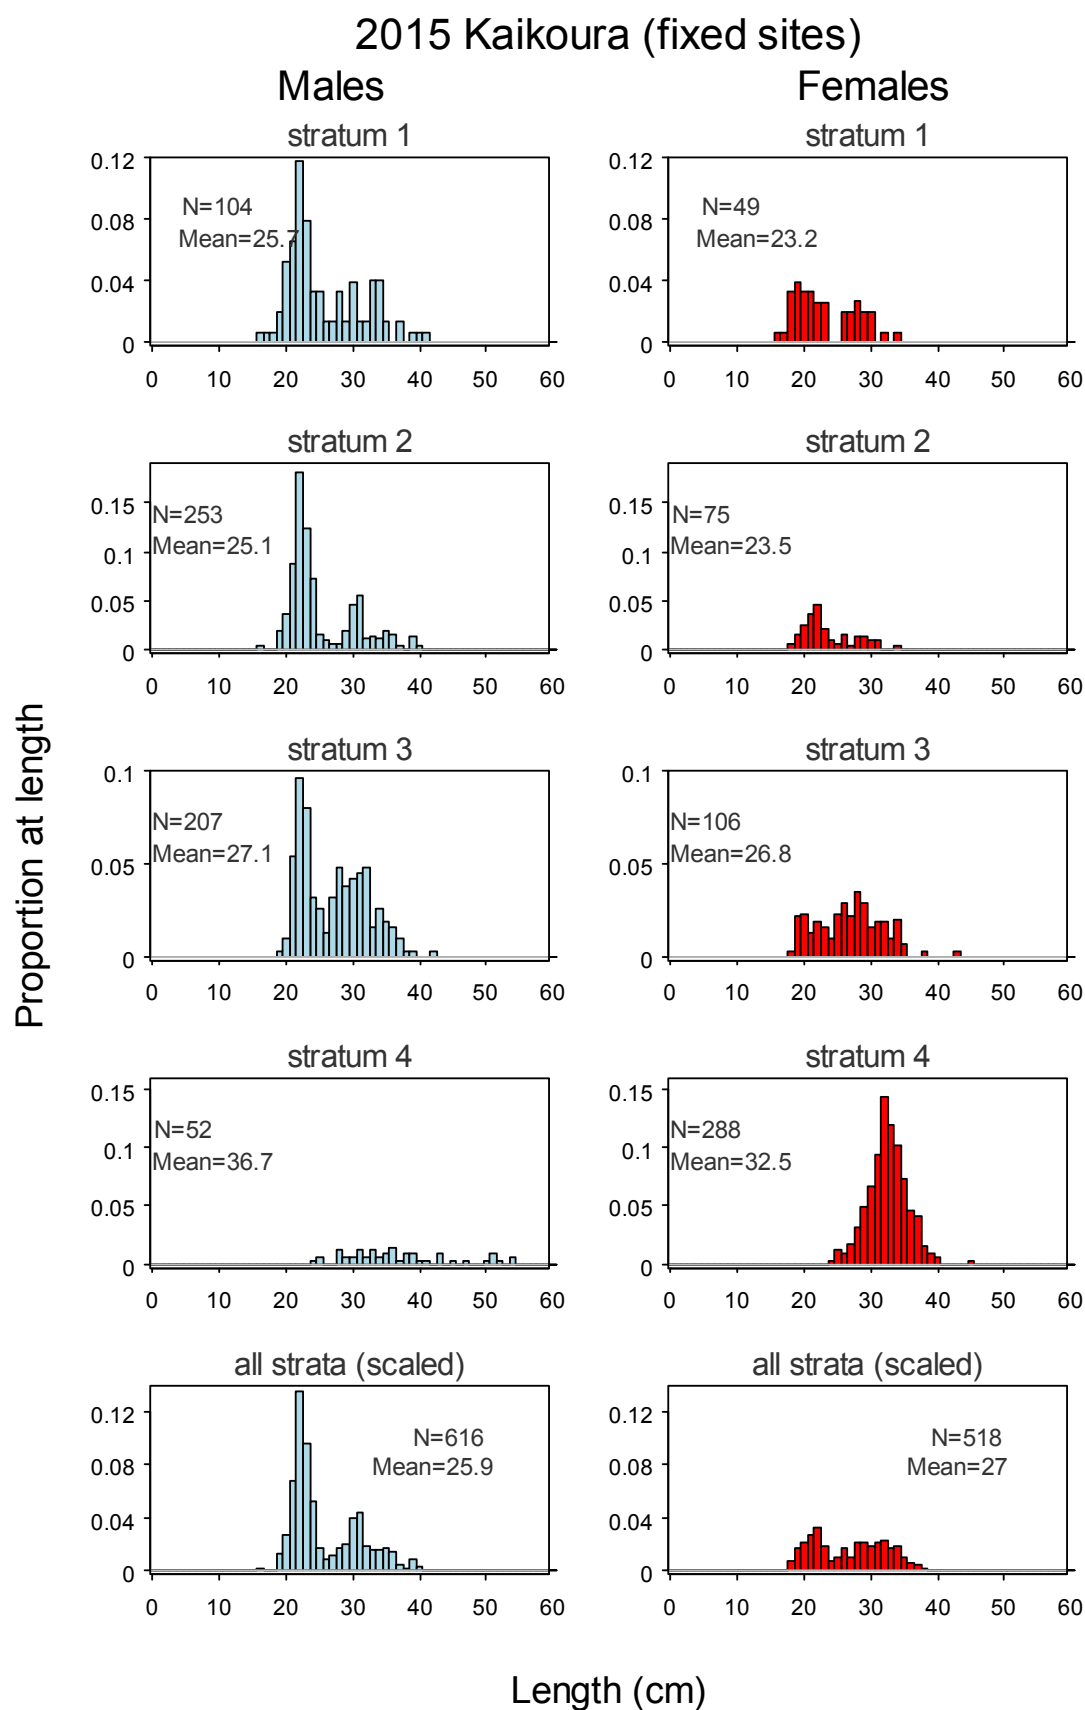 2015 Kaikoura (fixed sites)
Males Females
stratum 1 stratum 1
0.12 0.12
N=104 N=49
0.08 0.08
Mean=25.7 Mean=23.2
0.04 0.04
0 0
0 10 20 30 40 50 60 0 10 20 30 40 50 60
stratum 2 stratum 2
0.15 0.15
N=253 N=75
Mean=25.1 Mean=23.5
0.1 0.1
0.05 0.05
0 0
0 10 20 30 40 50 60 0 10 20 30 40 50 60
stratum 3 stratum 3
0.1 0.1
N=207 N=106
Mean=27.1 Mean=26.8
0.05 0.05
0 0
0 10 20 30 40 50 60 0 10 20 30 40 50 60
Proportion at length
stratum 4 stratum 4
0.15 0.15
N=52 N=288
0.1 0.1
Mean=36.7 Mean=32.5
0.05 0.05
0 0
0 10 20 30 40 50 60 0 10 20 30 40 50 60
all strata (scaled) all strata (scaled)
0.12 0.12
N=616 N=518
0.08 0.08
Mean=25.9 Mean=27
0.04 0.04
0 0
0 10 20 30 40 50 60 0 10 20 30 40 50 60
Length (cm)